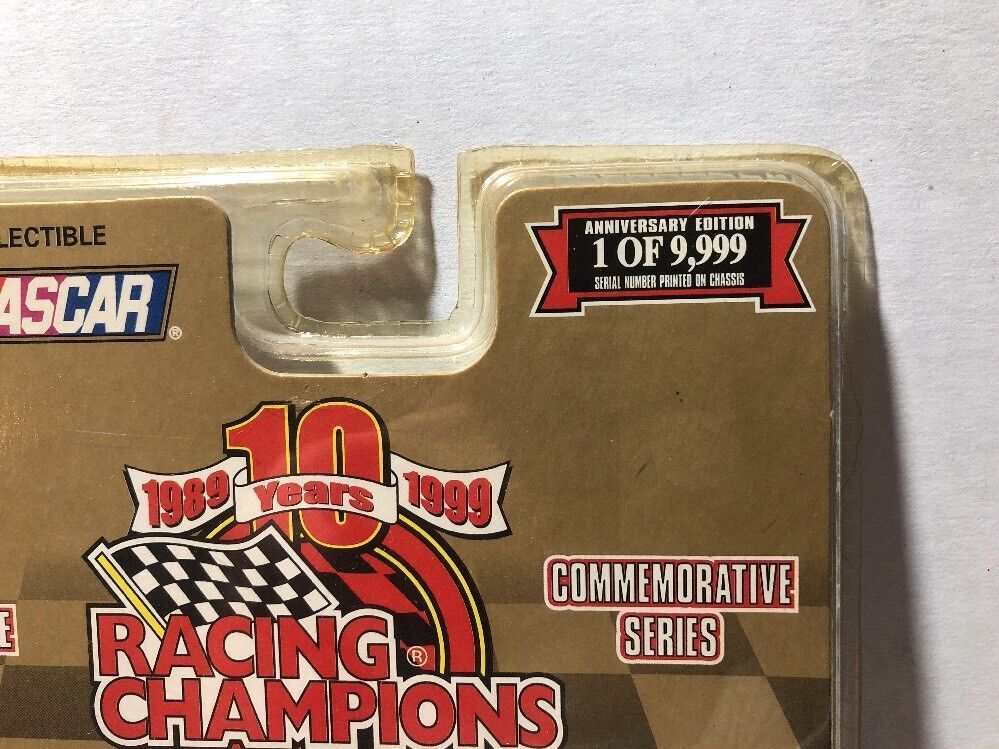 LECTIBLE
ASCAR®
ANNIVERSARY EDITION
1 OF 9,999
SERIAL NUMBER PRINTED ON CHASSIS
10
1989 Years 1999
RACING®
CHAMPIONS
COMMEMORATIVE
SERIES
E